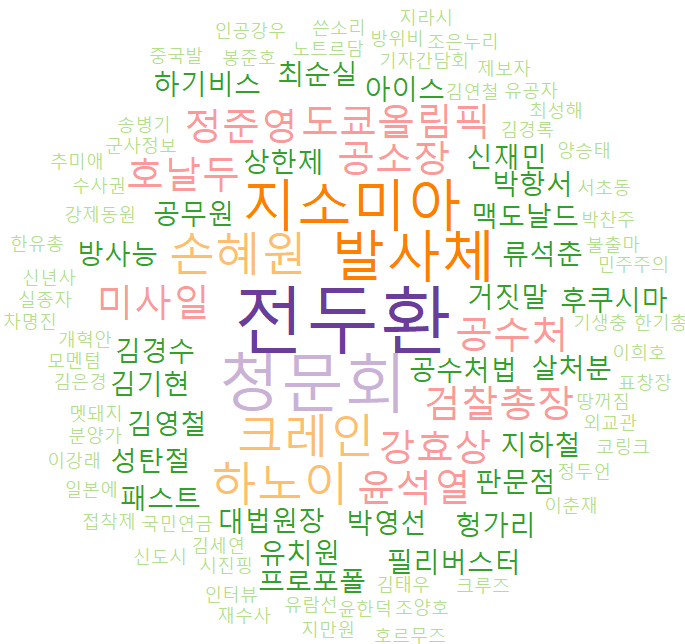 지라시
인공강우 쓴소리 방위비 조은누리
중국발 봉준호 노트르담 기자간담회 제보자
하기비스 최순실 아이스 김연철 유공자
송병기 정준영 도쿄올림픽 최성해
군사정보 김경록
추미애 호날두 상한제 공소장 신재민 양승태
수사권 지소미아 박항서 서초동
강제동원 공무원 맥도날드 박찬주
한유총 방사능 손혜원 발사체 류석춘 불출마
신년사 민주주의
실종자 미사일 전두환 거짓말 후쿠시마
차명진 공수처 기생충 한기총
개혁안 김경수 이희호
모멘텀 청문회 공수처법 살처분
김은경 김기현 표창장
멧돼지 검찰총장 땅꺼짐
분양가 김영철 크레인 외교관
이강래 성탄절 강효상 지하철 코링크
일본에 패스트 하노이 윤석열 판문점 정두언
접착제 국민연금 대법원장 박영선 헝가리 이춘재
신도시 김세연 유치원 필리버스터
시진핑 프로포폴 김태우 크루즈
인터뷰 유람선 윤한덕 조양호
재수사 지만원 호르무즈